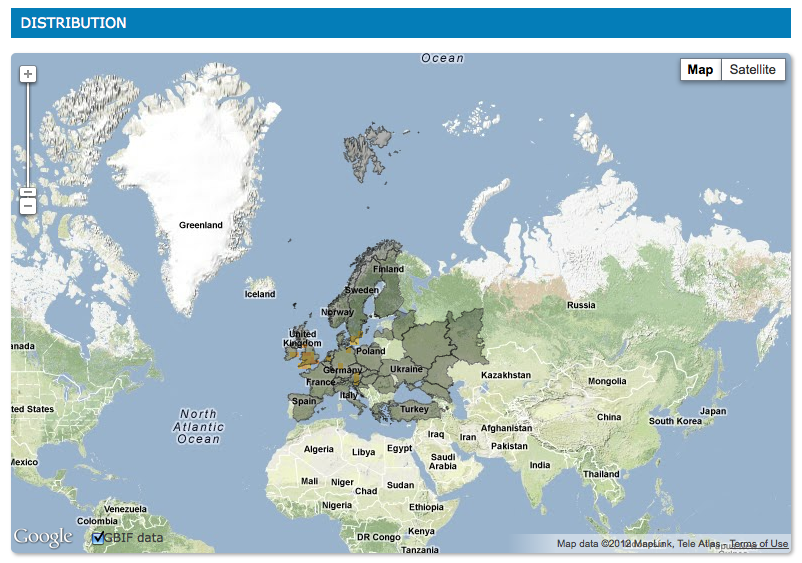 DISTRIBUTION
Ocean
Map
Satellite
Greenland
Finland
Iceland
Sweden
Russia
Norway
United
Kingdom
anada
Poland
Germany
Ukraine
Kazakhstan
France
Mongolia
Italy
Spain
Turkey
ted States
North
Atlantic
Ocean
Japan
China
South Korea
Afghanistan
Iraq
Iran
Algeria
Libya
Egypt
Pakistan
Saudi
Arabia
Mexico
India
Thailand
Mali
Niger
Chad
Sudan
Nigeria
Ethiopia
Venezuela
Colombia
Kenya
DR Congo
Tanzania
Google
GBIF data
Map data ©2012 MapLink, Tele Atlas - Terms of Use